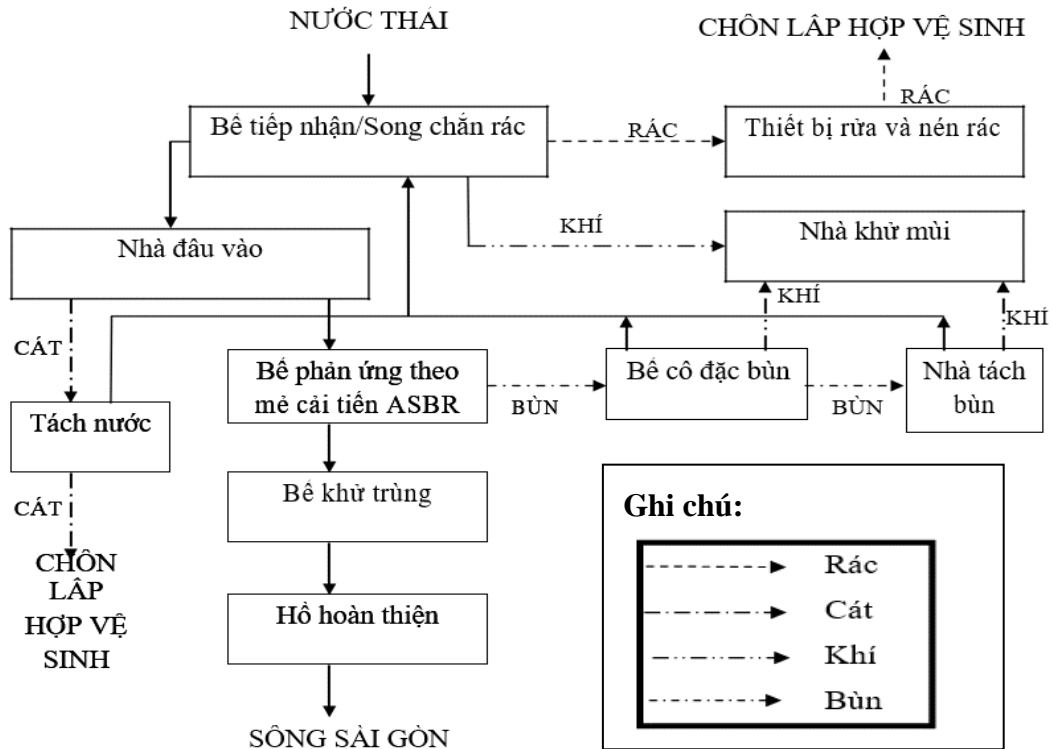 NƯỚC THẢI
CHÔN LẤP HỢP VỆ SINH
RÁC
Bể tiếp nhận/Song chắn rác
RÁC
Thiết bị rửa và nén rác
KHÍ
Nhà khử mùi
Nhà đâu vào
KHÍ
KHÍ
CÁT
Bể phản ứng theo
mẻ cải tiến ASBR
BÙN
Bể cô đặc bùn
BÙN
Nhà tách
bùn
Tách nước
CÁT
CHÔN
LẤP
HỢP VỆ
SINH
Bể khử trùng
Hồ hoàn thiện
SÔNG SÀI GÒN
Ghi chú:
Rác
Cát
Khí
Bùn